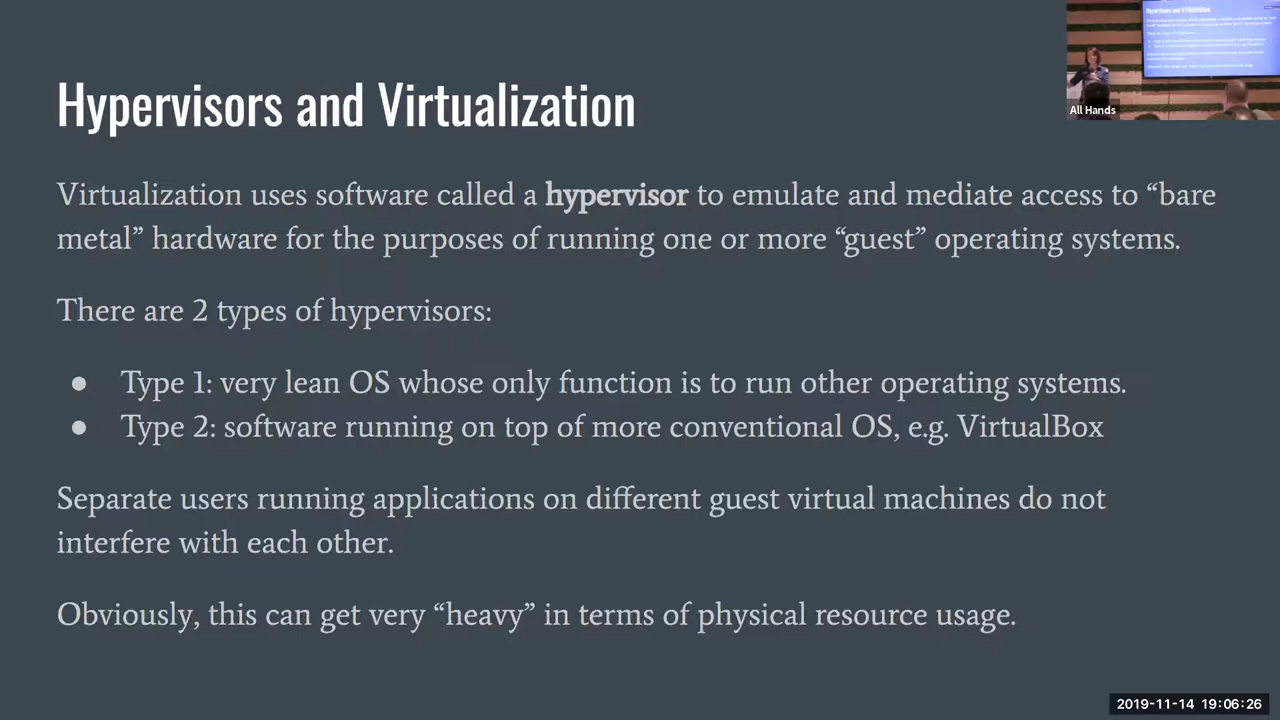 Hypervisors and Virtualization
All Hands
Virtualization uses software called a hypervisor to emulate and mediate access to “bare
metal” hardware for the purposes of running one or more “guest” operating systems.
There are 2 types of hypervisors:
● Type 1: very lean OS whose only function is to run other operating systems.
● Type 2: software running on top of more conventional OS, e.g. VirtualBox
Separate users running applications on different guest virtual machines do not
interfere with each other.
Obviously, this can get very “heavy” in terms of physical resource usage.
2019-11-14 19:06:26